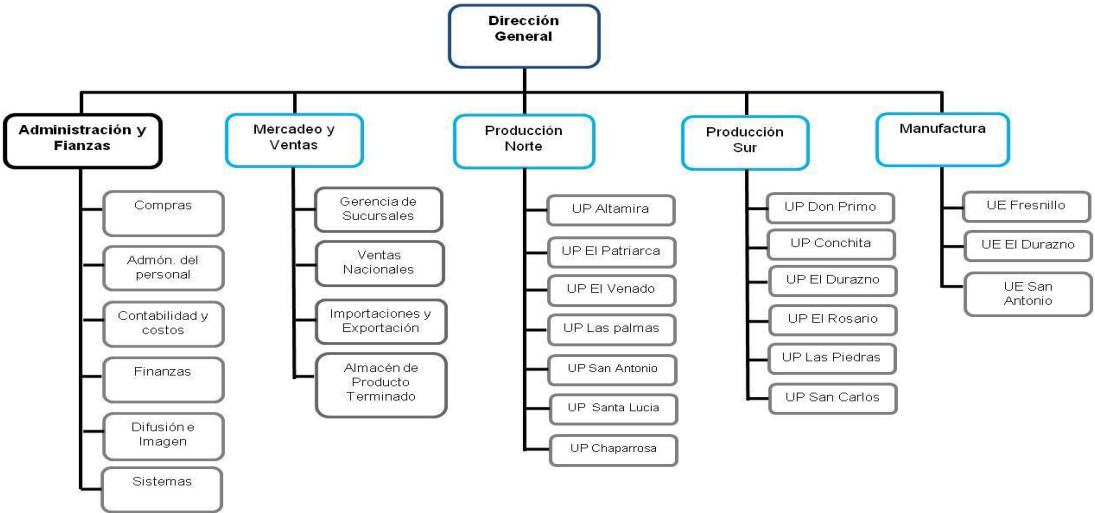 Dirección
General
Administración y
Fianzas
Compras
Admón. del
personal
Contabilidad y
costos
Finanzas
Difusión e
Imagen
Sistemas
Mercadeo y
Ventas
Gerencia de
Sucursales
Ventas
Nacionales
Importaciones y
Exportación
Almacén de
Producto
Terminado
Producción
Norte
UP Altamira
UP El Patriarca
UP El Venado
UP Las palmas
UP San Antonio
UP Santa Lucia
UP Chaparrosa
Producción
Sur
UP Don Primo
UP Conchita
UP El Durazno
UP El Rosario
UP Las Piedras
UP San Carlos
Manufactura
UE Fresnillo
UE El Durazno
UE San
Antonio